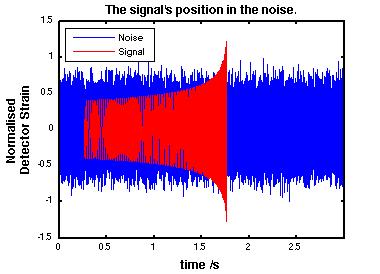 The signal's position in the noise.
1.5
Noise
Signal
1
0.5
0
-0.5
-1
-1.5
Normalised
Detector Strain
0 0.5 1 1.5 2 2.5
time /s